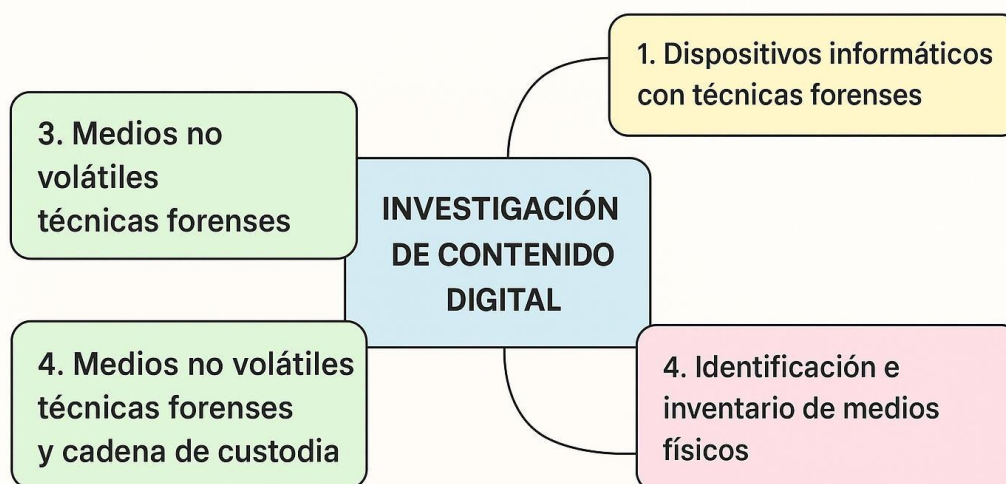 1. Dispositivos informáticos
con técnicas forenses
3. Medios no
volátiles
técnicas forenses
INVESTIGACIÓN
DE CONTENIDO
DIGITAL
4. Medios no volátiles
técnicas forenses
y cadena de custodia
4. Identificación e
inventario de medios
físicos